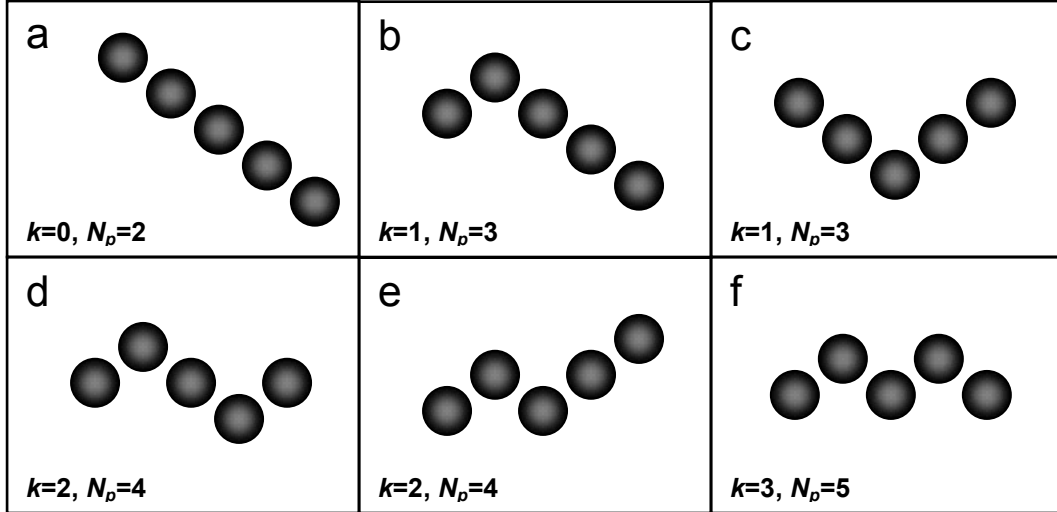 a
b
c
k=0, Np=2
k=1, Np=3
k=1, Np=3
d
e
f
k=2, Np=4
k=2, Np=4
k=3, Np=5